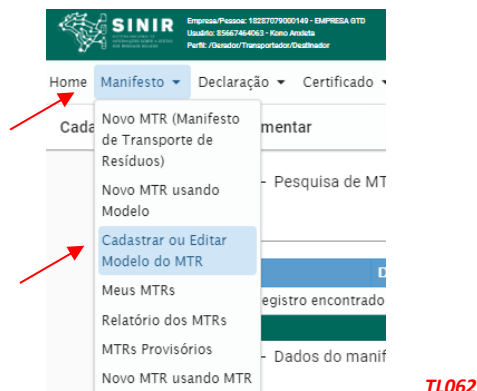 SINIR
Empresa/Pessoa: 18287079000149 - EMPRESA GTD
Usuário: 85667464063 - Kono Anxieta
Perfil: /Gerador/Transportador/Destinador
Home Manifesto Declaração Certificado
Cada
mentar
Novo MTR (Manifesto
de Transporte de
Resíduos)
- Pesquisa de MT
Novo MTR usando
Modelo
Cadastrar ou Editar
Modelo do MTR
D
Meus MTRs
egistro encontrado
Relatório dos MTRs
MTRs Provisórios
- Dados do manif
Novo MTR usando MTR
TL062